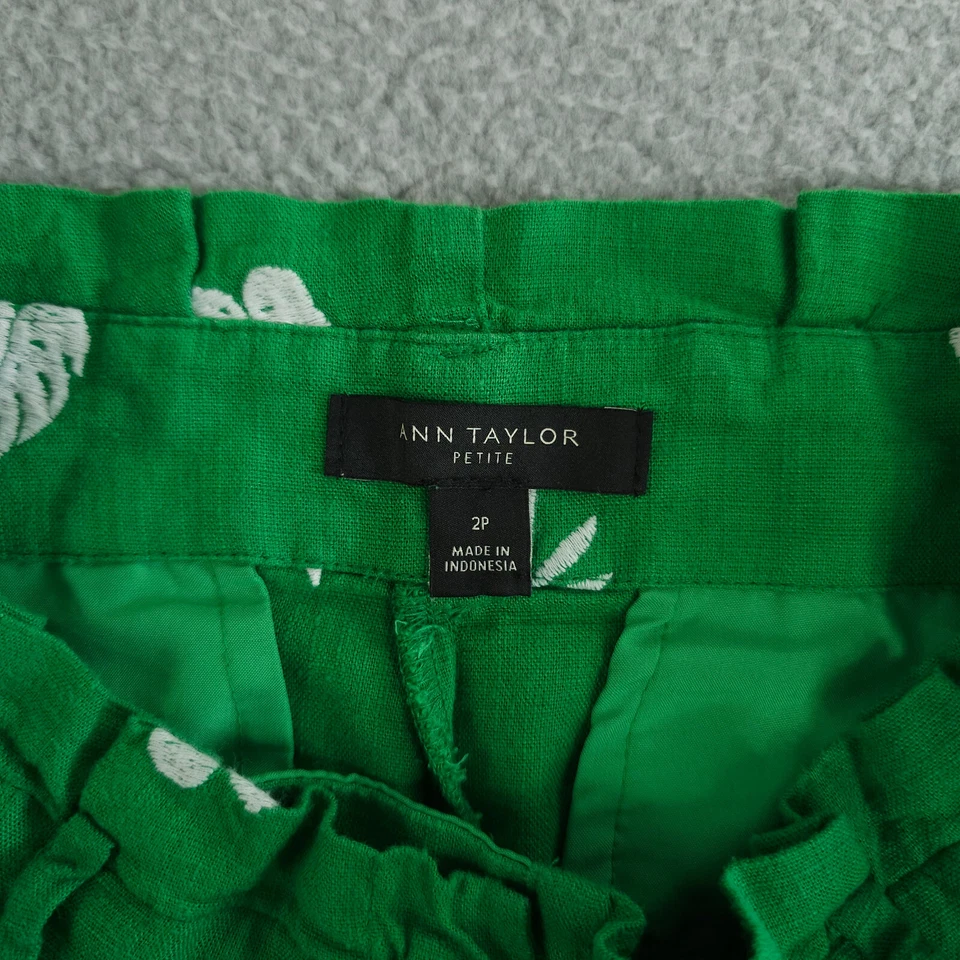 ANN TAYLOR
PETITE
2P
MADE IN
INDONESIA